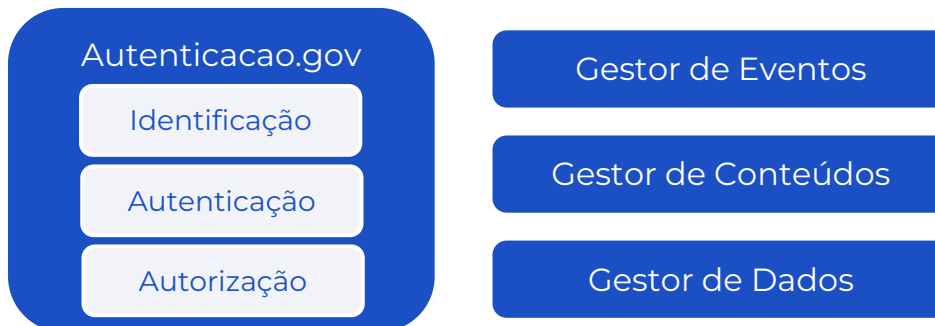 Autenticacao.gov
Identificação
Autenticação
Autorização
Gestor de Eventos
Gestor de Conteúdos
Gestor de Dados